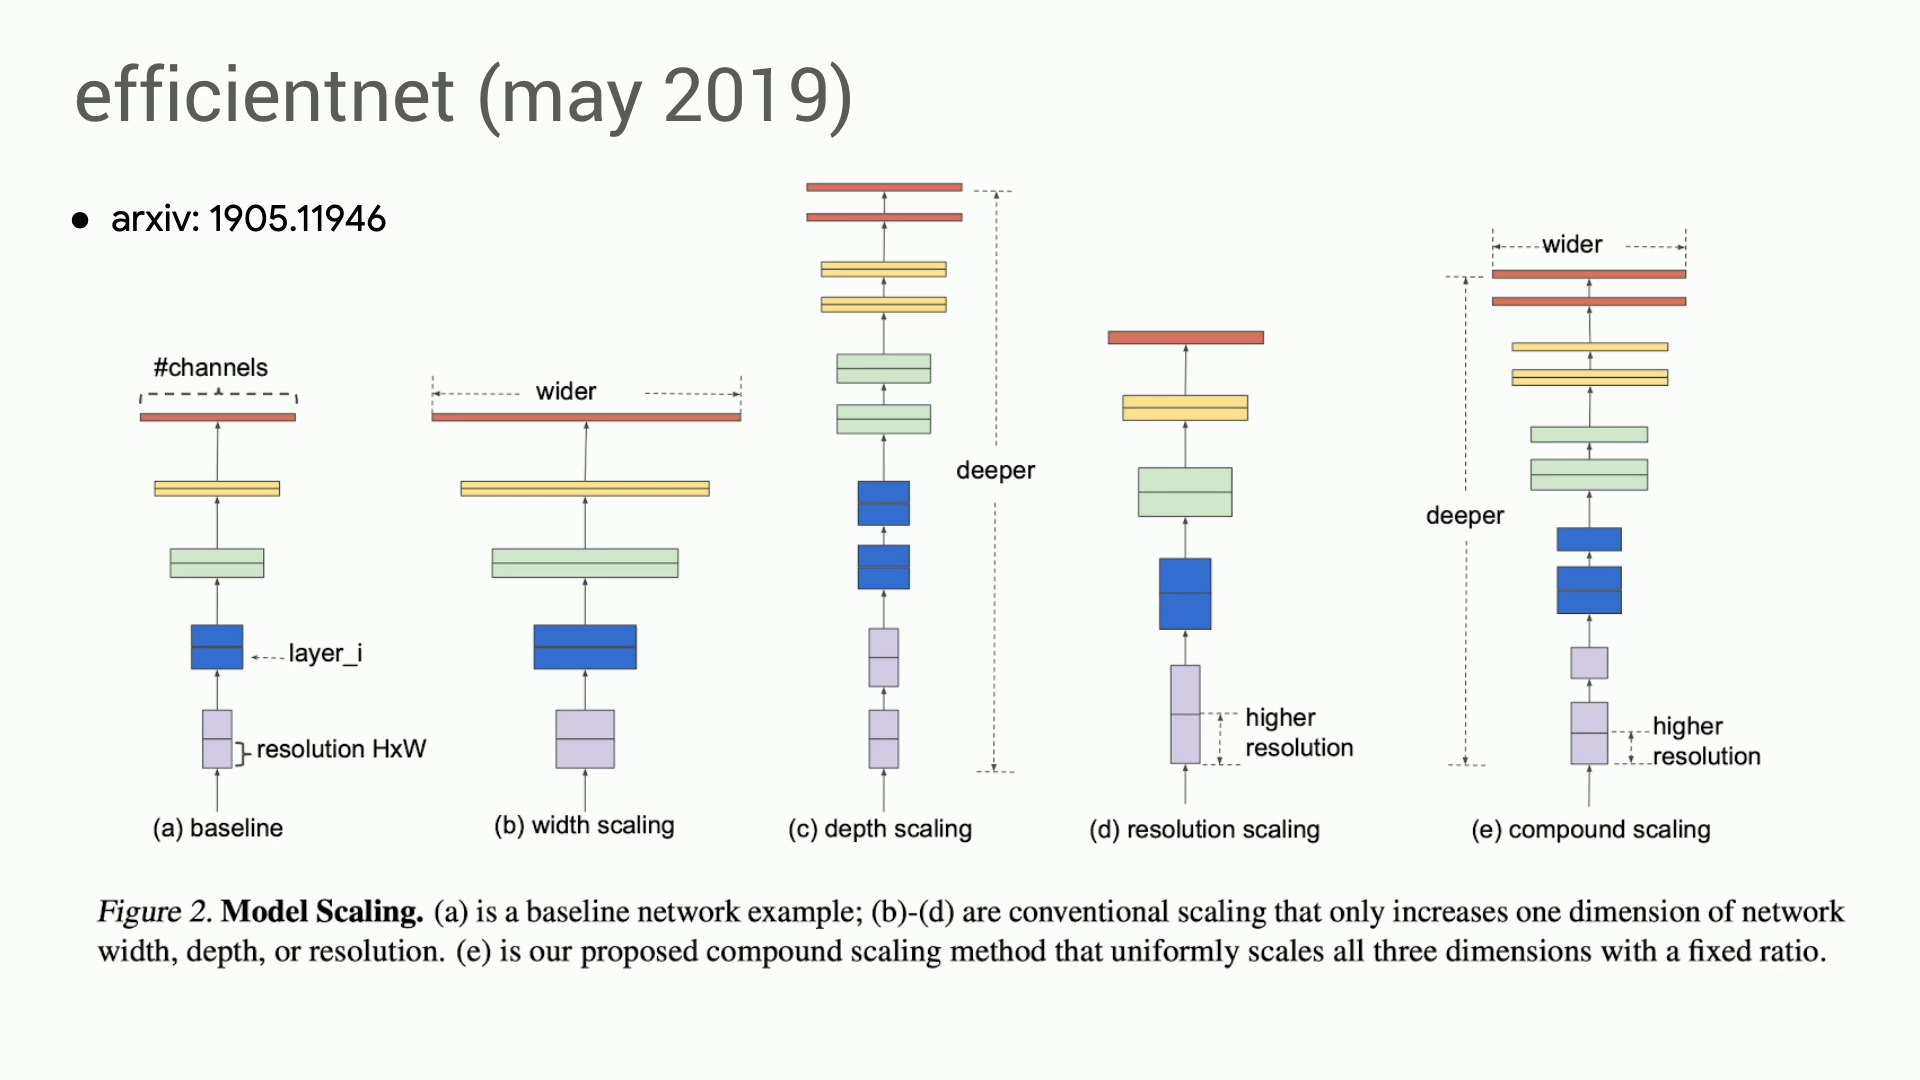 efficientnet (may 2019)
● arxiv: 1905.11946
#channels
layer_i
resolution HxW
(a) baseline
wider
(b) width scaling
deeper
(c) depth scaling
higher
resolution
(d) resolution scaling
wider
deeper
higher
resolution
(e) compound scaling
Figure 2. Model Scaling. (a) is a baseline network example; (b)-(d) are conventional scaling that only increases one dimension of network
width, depth, or resolution. (e) is our proposed compound scaling method that uniformly scales all three dimensions with a fixed ratio.